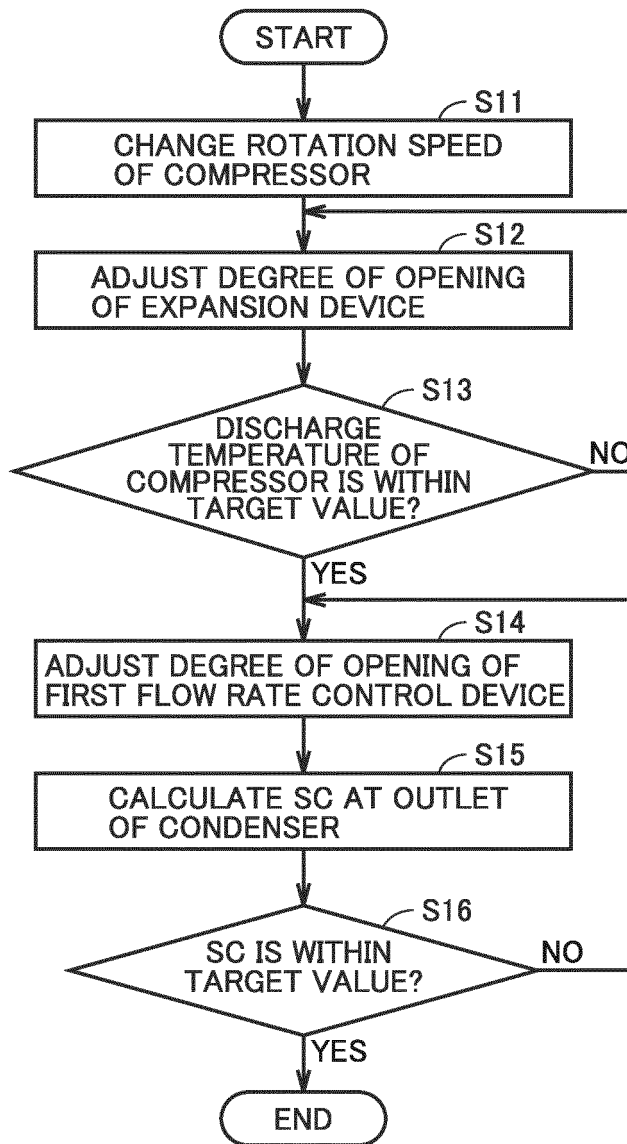 START
S11
CHANGE ROTATION SPEED
OF COMPRESSOR
S12
ADJUST DEGREE OF OPENING
OF EXPANSION DEVICE
S13
DISCHARGE
TEMPERATURE OF
COMPRESSOR IS WITHIN
TARGET VALUE?
NO
YES
S14
ADJUST DEGREE OF OPENING OF
FIRST FLOW RATE CONTROL DEVICE
S15
CALCULATE SC AT OUTLET
OF CONDENSER
S16
SC IS WITHIN
TARGET VALUE?
NO
YES
END